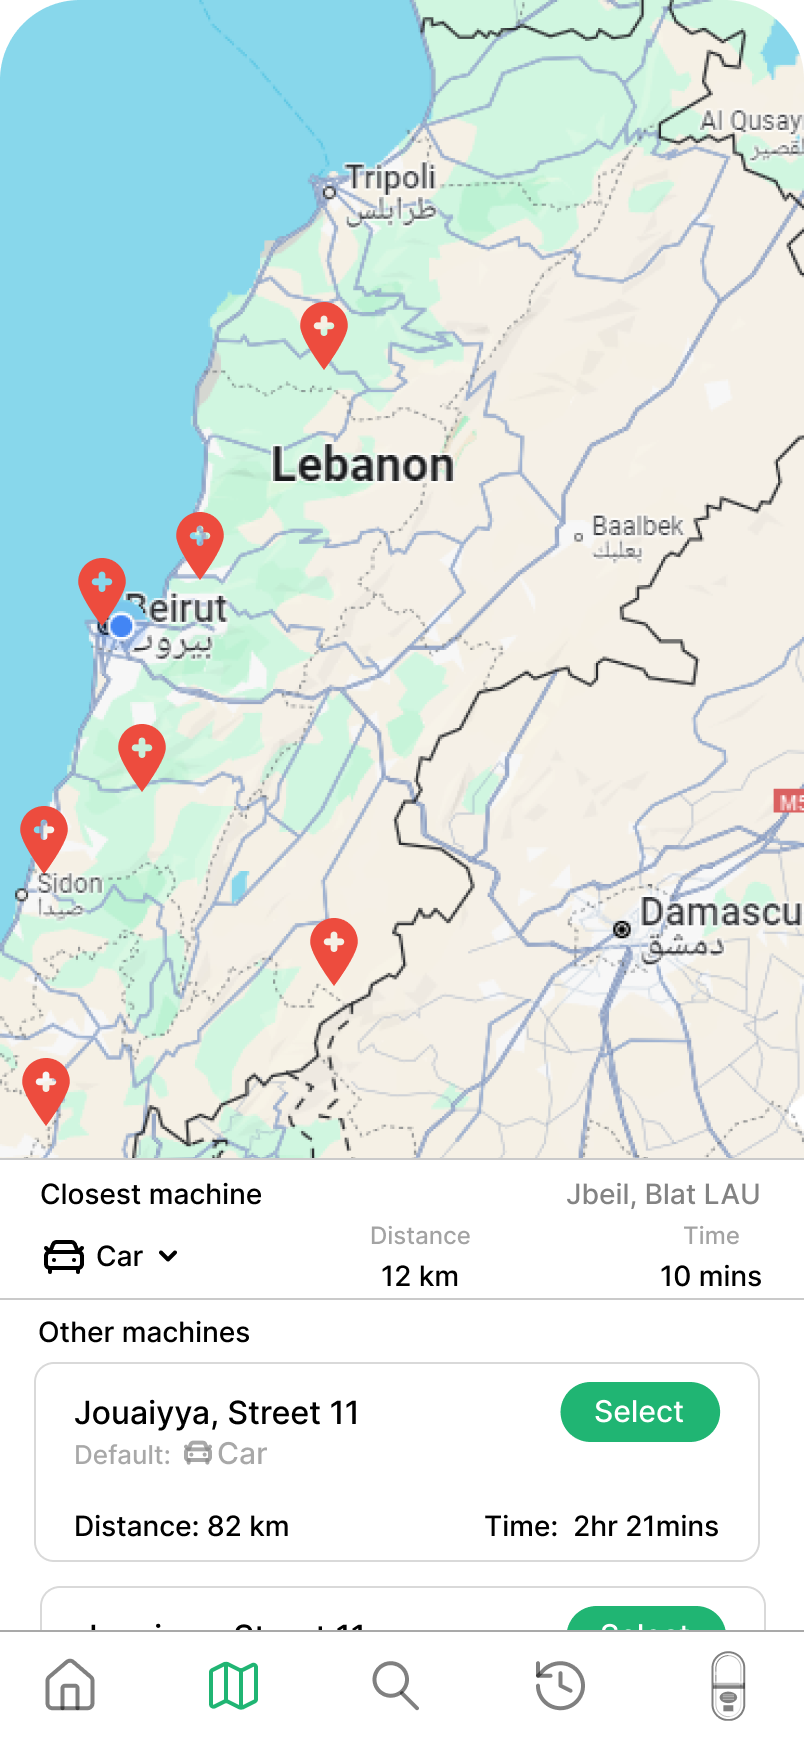 Al Qusay
القصير
Tripoli
طرابلس
Lebanon
Baalbek
بعلبك
Beirut
بيروت
M5
Sidon
صيدا
Damascu
دمشق
Closest machine
Jbeil, Blat LAU
Car
Distance
Time
12 km
10 mins
Other machines
Jouaiyya, Street 11
Select
Default: Car
Distance: 82 km
Time: 2hr 21mins